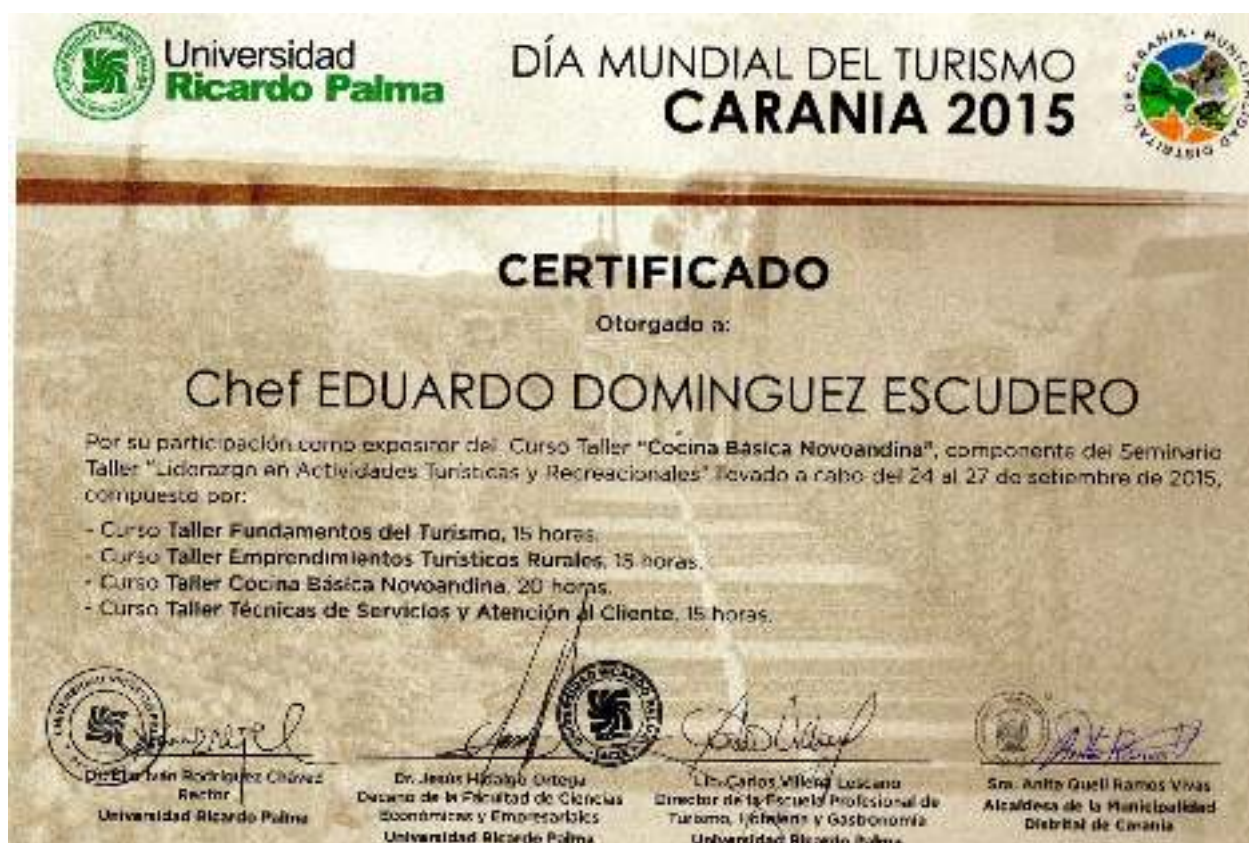 Universidad
Ricardo Palma
DÍA MUNDIAL DEL TURISMO
CARANIA 2015
CERTIFICADO
Otorgado a:
Chef EDUARDO DOMINGUEZ ESCUDERO
Por su participación como expositor del Curso Taller "Cocina Básica Novoandina", componente del Seminario
Taller "Liderazgo en Actividades Turísticas y Recreacionales" llevado a cabo del 24 al 27 de setiembre de 2015,
compuesto por:
- Curso Taller Fundamentos del Turismo, 15 horas.
- Curso Taller Emprendimientos Turísticos Rurales, 15 horas.
- Curso Taller Cocina Básica Novoandina, 20 horas.
- Curso Taller Técnicas de Servicios y Atención al Cliente, 15 horas.
Iván Rodríguez Chávez
Rector
Universidad Ricardo Palma
Dr. Jesús Hidalgo Ortega
Decano de la Facultad de Ciencias
Económicas y Empresariales
Universidad Ricardo Palma
Lic. Carlos Villena Lescano
Director de la Escuela Profesional de
Turismo, Hotelería y Gastronomía
Universidad Ricardo Palma
Sra. Anita Queli Ramos Vivas
Alcaldesa de la Municipalidad
Distrital de Carania